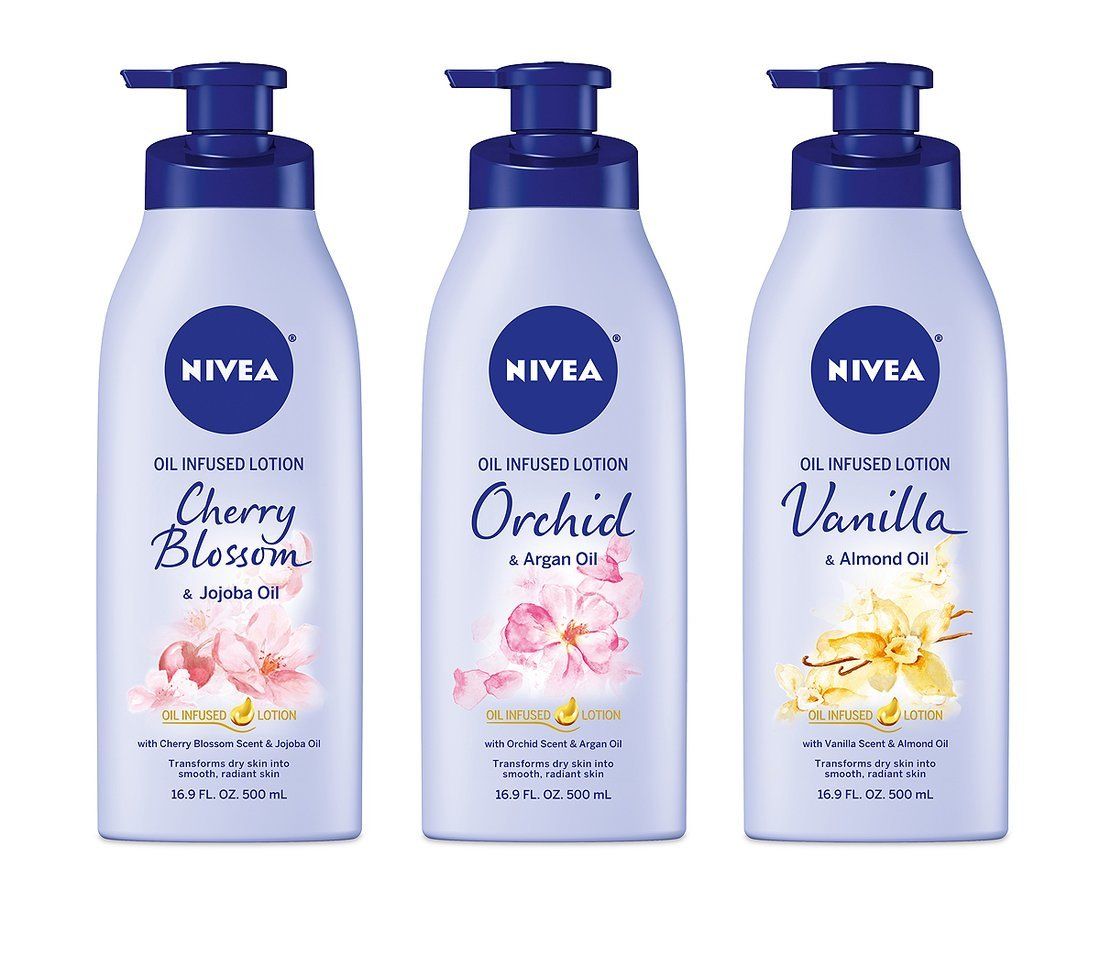 NIVEA®
OIL INFUSED LOTION
Cherry
Blossom
& Jojoba Oil
OIL INFUSED LOTION
with Cherry Blossom Scent & Jojoba Oil
Transforms dry skin into
smooth, radiant skin
16.9 FL. OZ. 500 mL
NIVEA®
OIL INFUSED LOTION
Orchid
& Argan Oil
OIL INFUSED LOTION
with Orchid Scent & Argan Oil
Transforms dry skin into
smooth, radiant skin
16.9 FL. OZ. 500 mL
NIVEA®
OIL INFUSED LOTION
Vanilla
& Almond Oil
OIL INFUSED LOTION
with Vanilla Scent & Almond Oil
Transforms dry skin into
smooth, radiant skin
16.9 FL. OZ. 500 mL